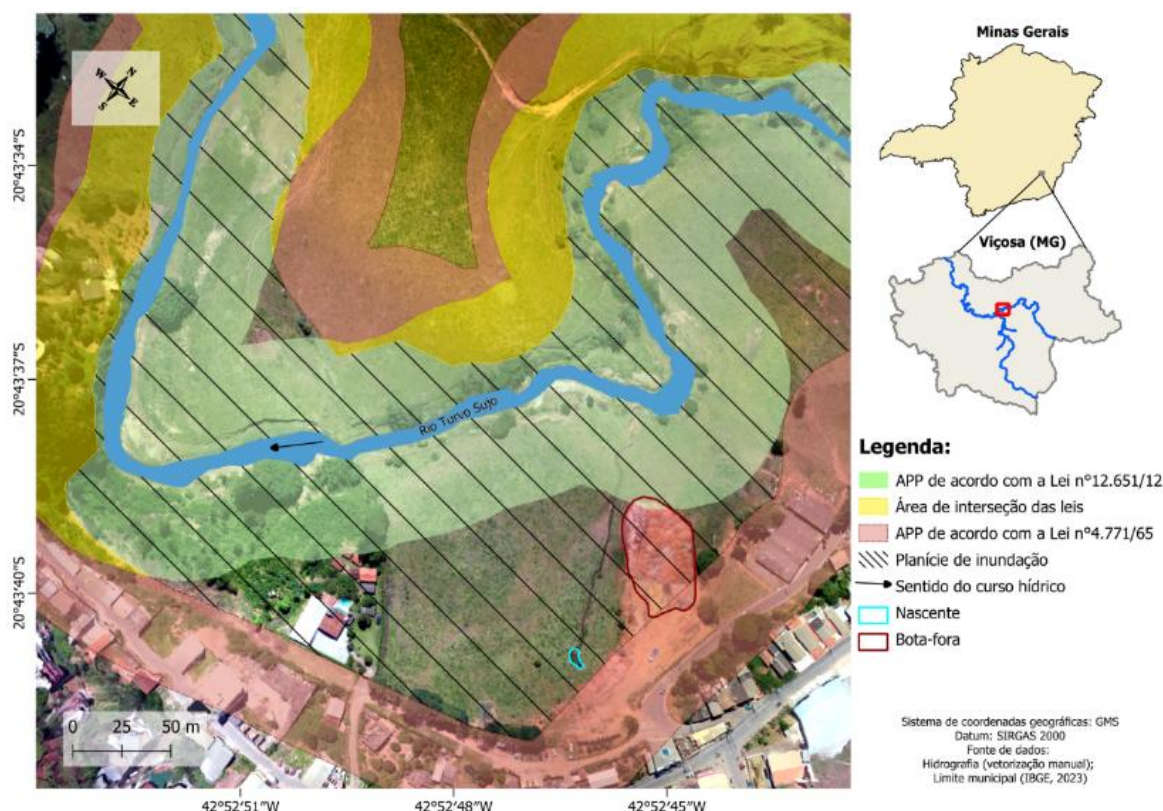 N
W
E
S
20°43′34″S
20°43′37″S
20°43′40″S
Rio Turvo Sujo
0 25 50 m
42°52′51″W 42°52′48″W 42°52′45″W
Minas Gerais
Viçosa (MG)
Legenda:
APP de acordo com a Lei n°12.651/12
Área de interseção das leis
APP de acordo com a Lei n°4.771/65
Planície de inundação
Sentido do curso hídrico
Nascente
Bota-fora
Sistema de coordenadas geográficas: GMS
Datum: SIRGAS 2000
Fonte de dados:
Hidrografia (vetorização manual);
Limite municipal (IBGE, 2023)